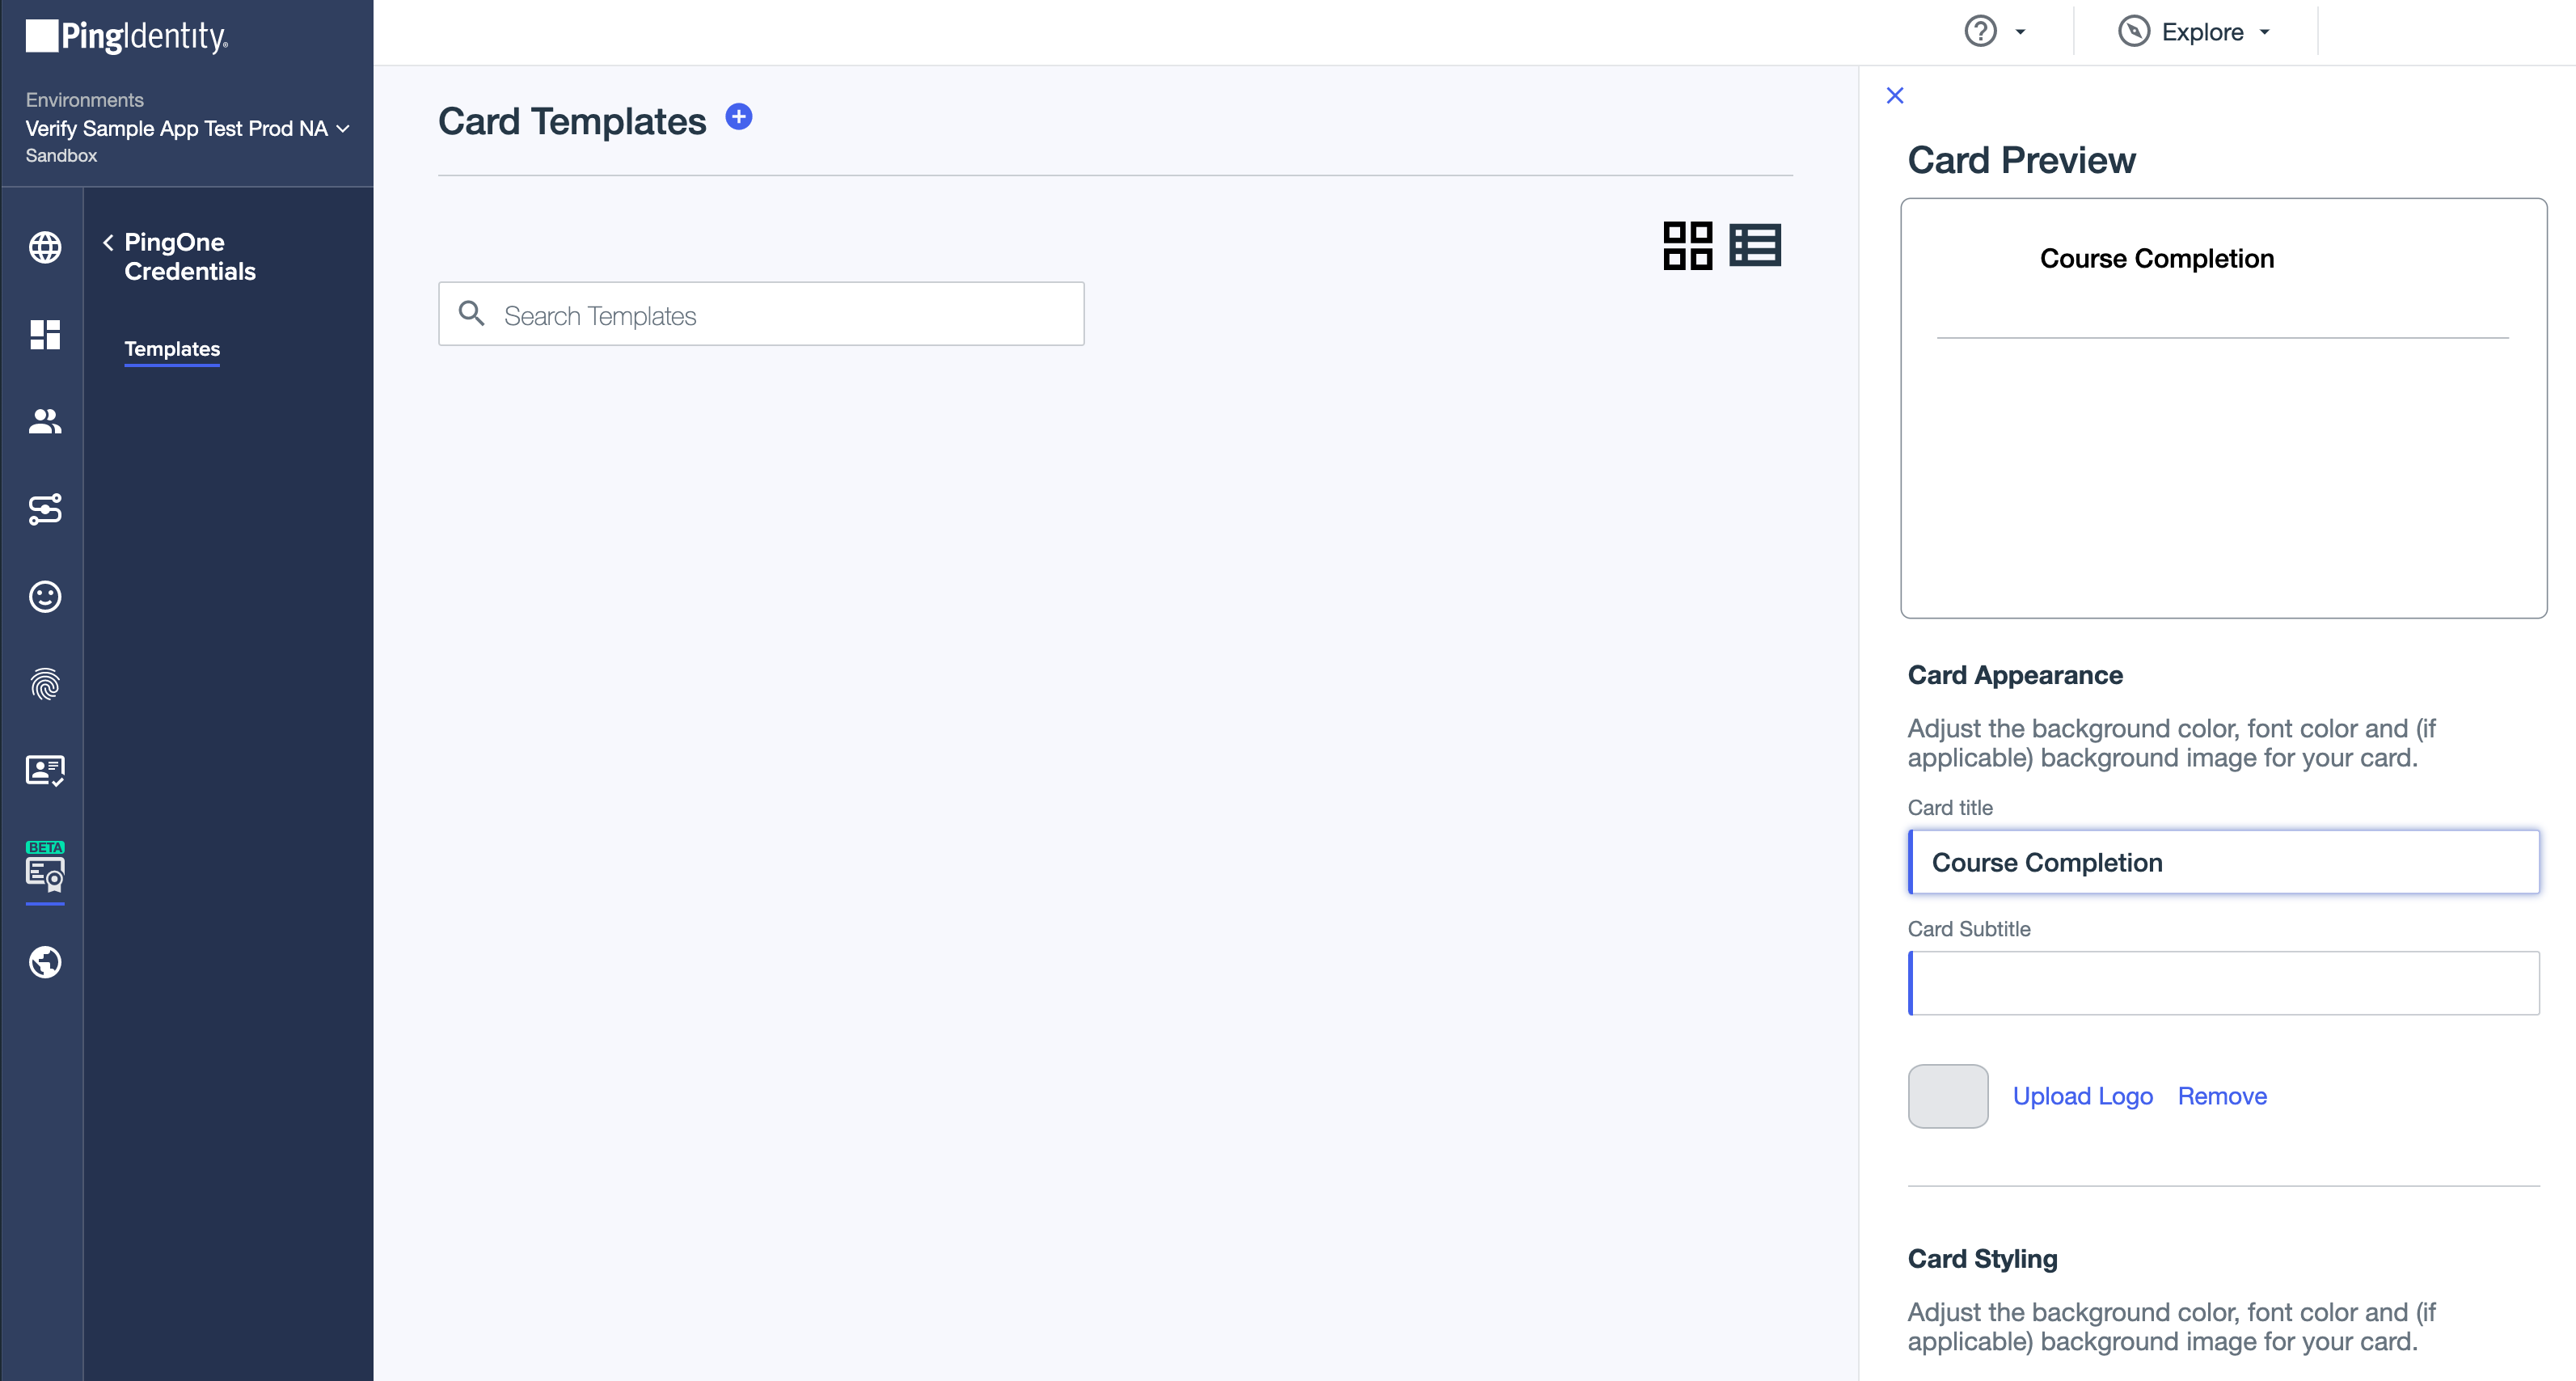 PingIdentity®
Environments
Verify Sample App Test Prod NA
Sandbox
PingOne
Credentials
Templates
BETA
Explore
Card Templates
Search Templates
Card Preview
Course Completion
Card Appearance
Adjust the background color, font color and (if
applicable) background image for your card.
Card title
Course Completion
Card Subtitle
Upload Logo Remove
Card Styling
Adjust the background color, font color and (if
applicable) background image for your card.